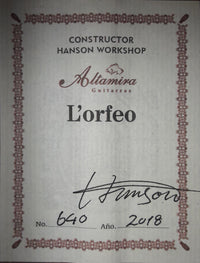 CONSTRUCTOR
HANSON WORKSHOP
Altamira
Guitarras
L'orfeo
Hanson
No. 640 Año. 2018